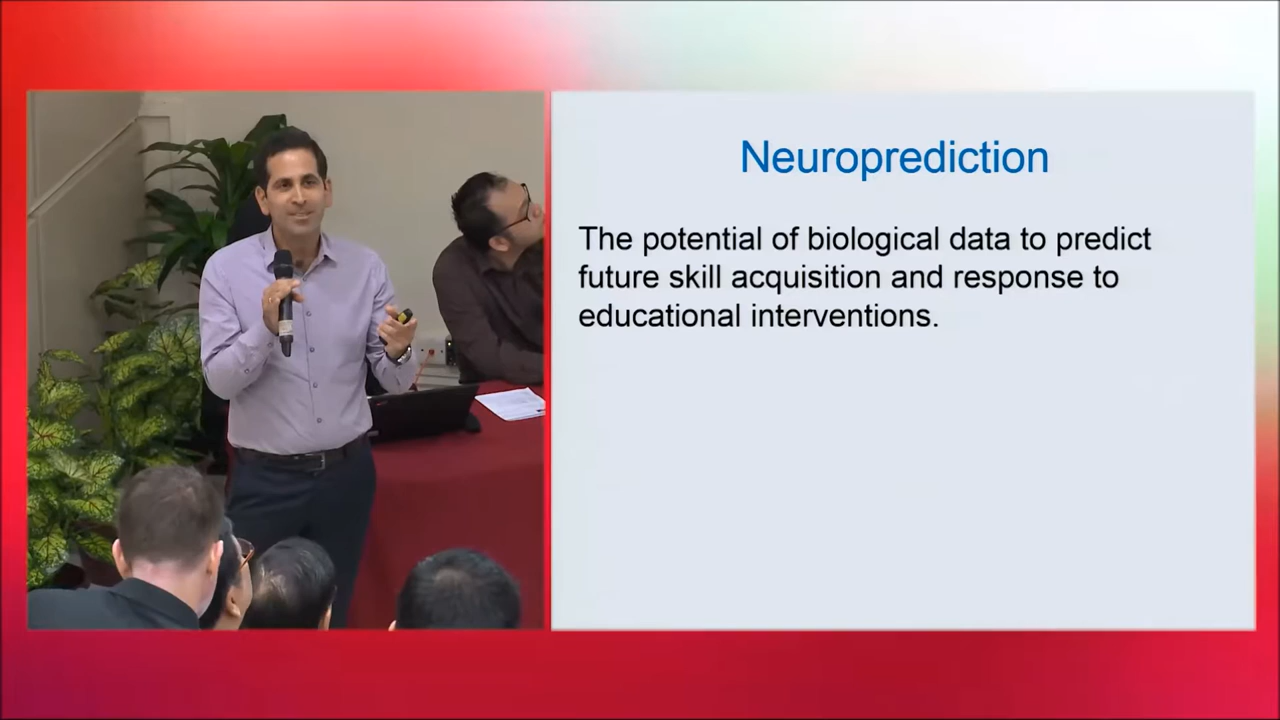 Neuroprediction
The potential of biological data to predict
future skill acquisition and response to
educational interventions.